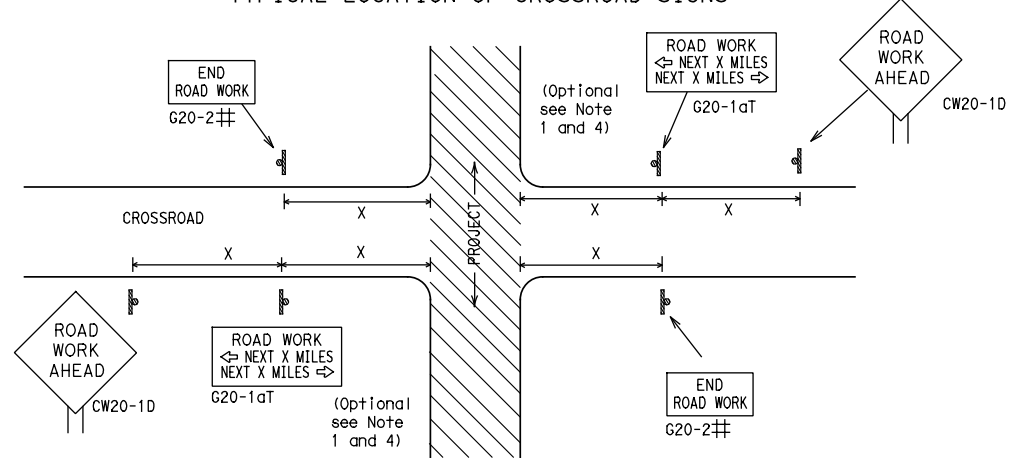 TYPICAL LOCATION OF CROSSROAD SIGNS
ROAD WORK
⇦ NEXT X MILES
NEXT X MILES ⇨
G20-1aT
ROAD
WORK
AHEAD
CW20-1D
END
ROAD WORK
G20-2#
(Optional
see Note
1 and 4)
X
X
X
CROSSROAD
PROJECT
X
X
X
ROAD
WORK
AHEAD
CW20-1D
ROAD WORK
⇦ NEXT X MILES
NEXT X MILES ⇨
G20-1aT
(Optional
see Note
1 and 4)
END
ROAD WORK
G20-2#